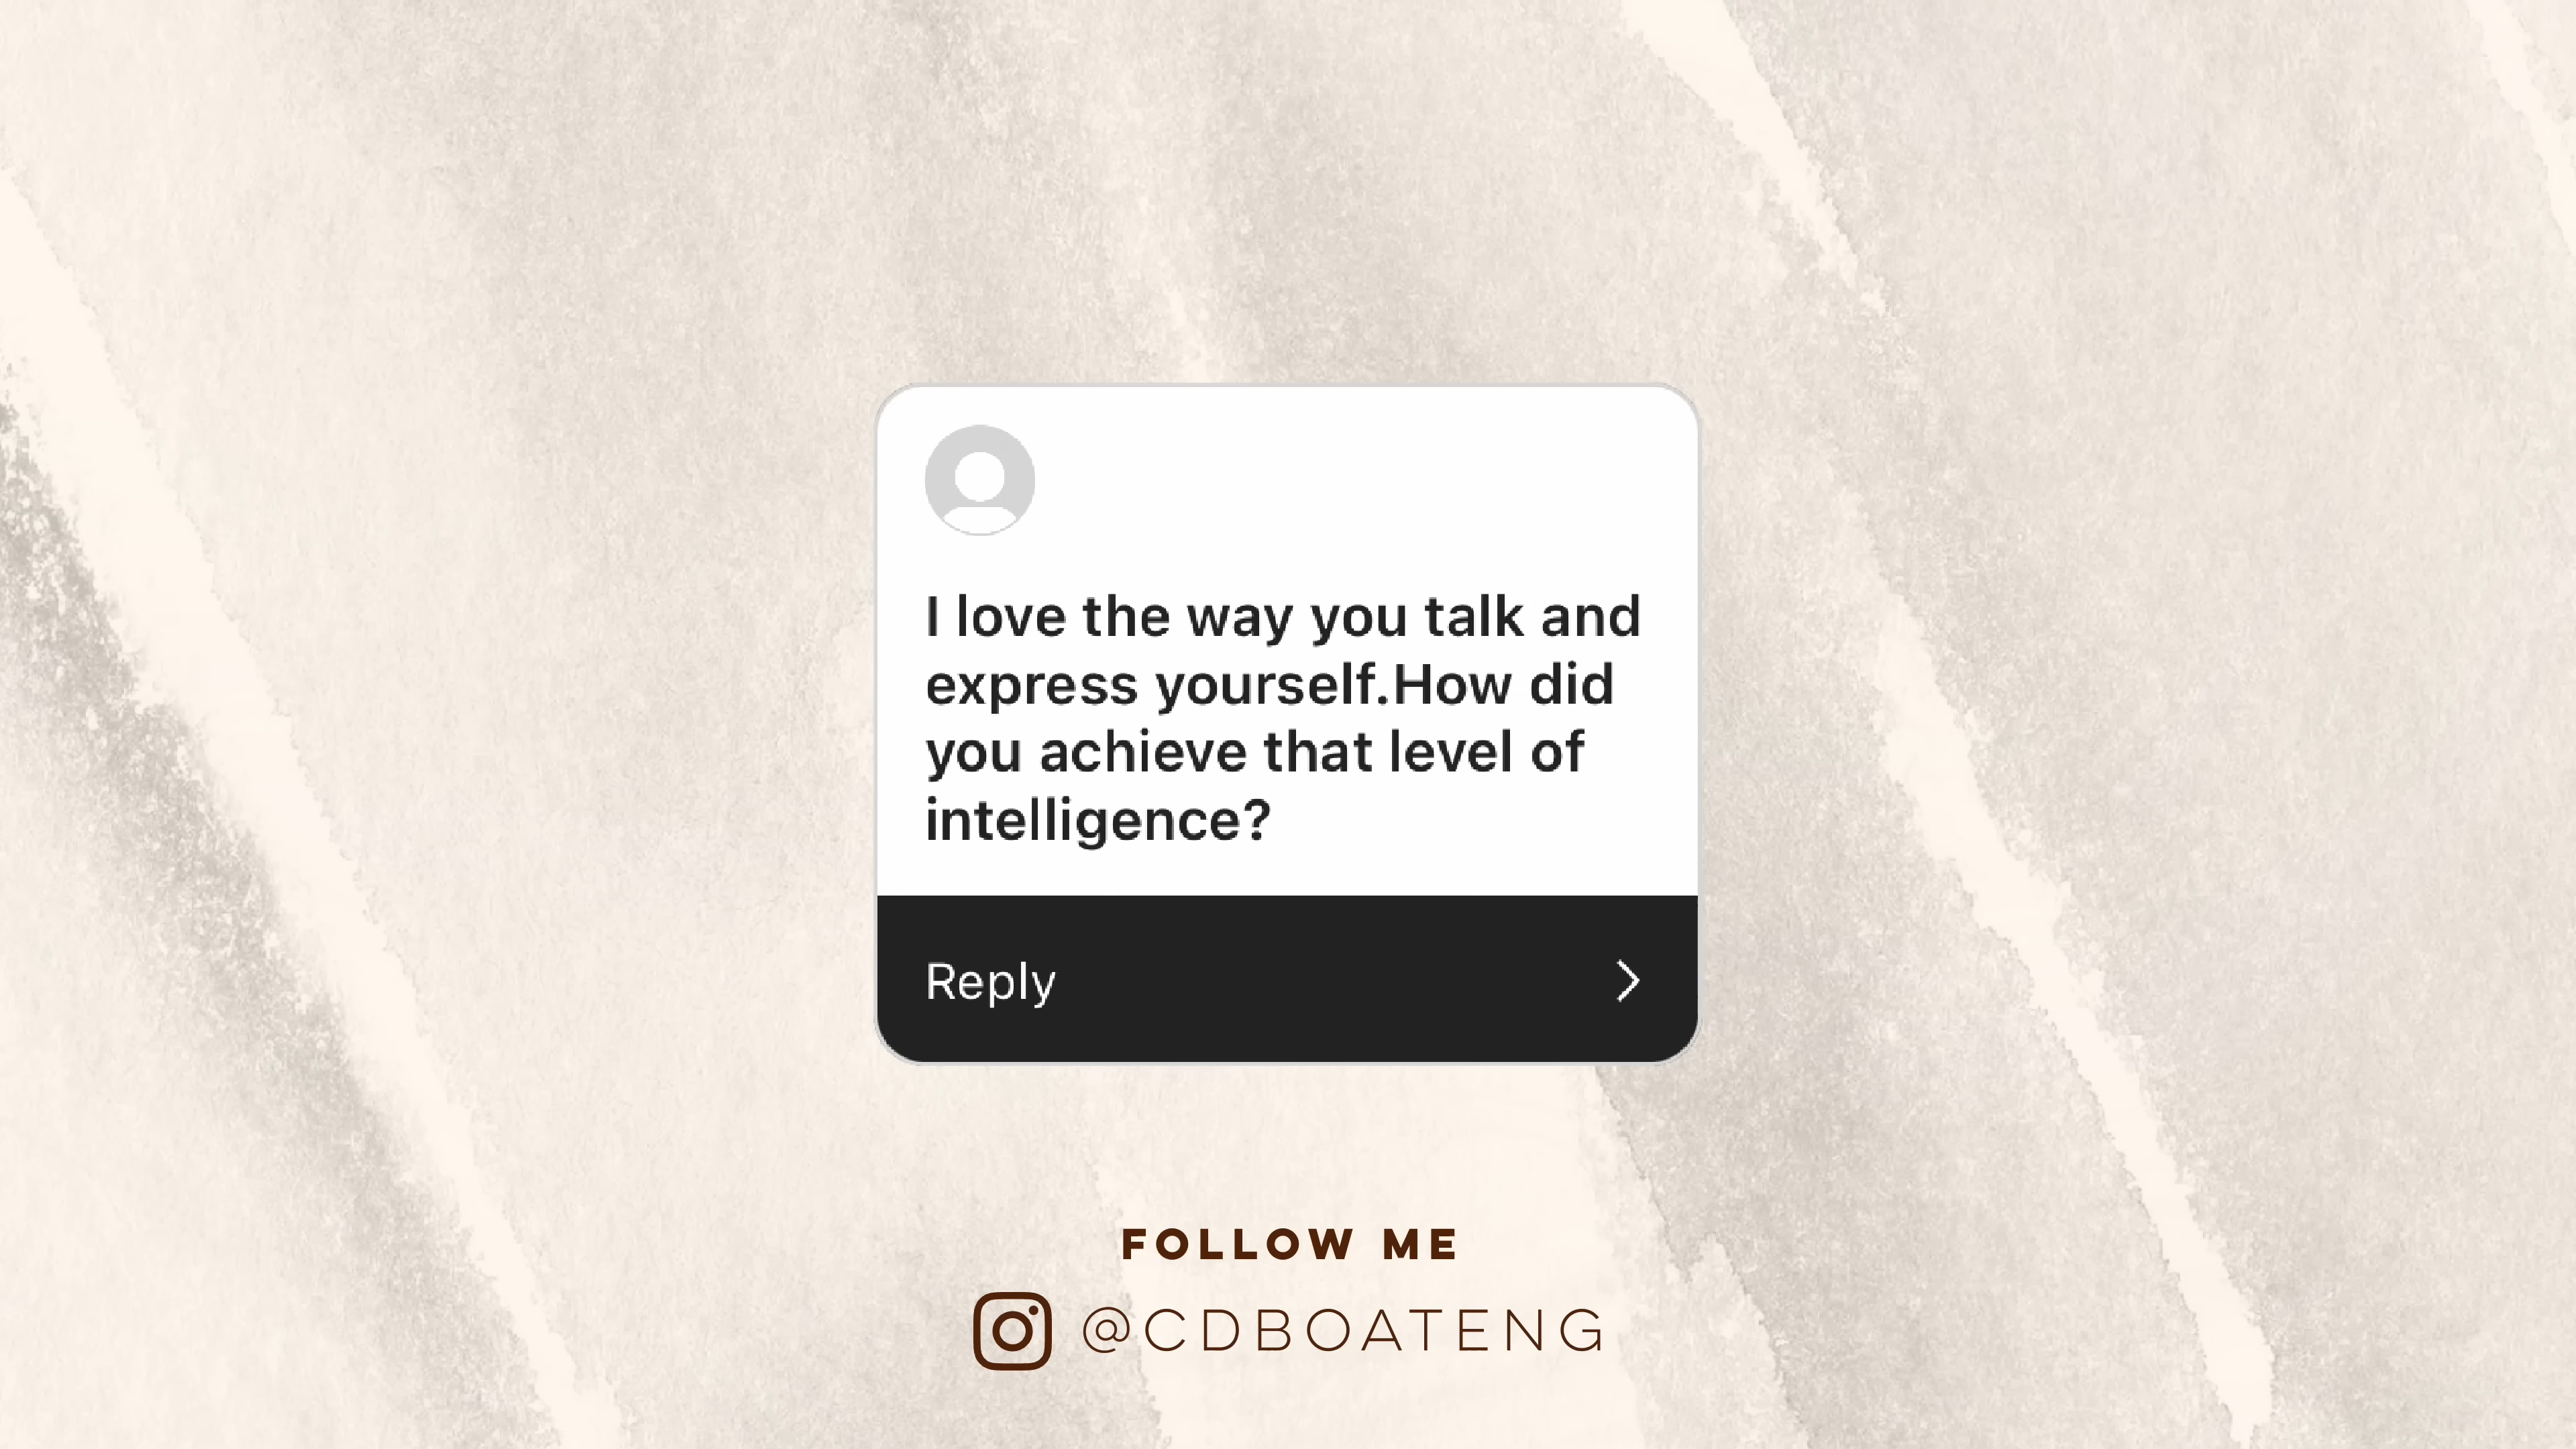 I love the way you talk and
express yourself.How did
you achieve that level of
intelligence?
Reply
FOLLOW ME
@CDBOATENG